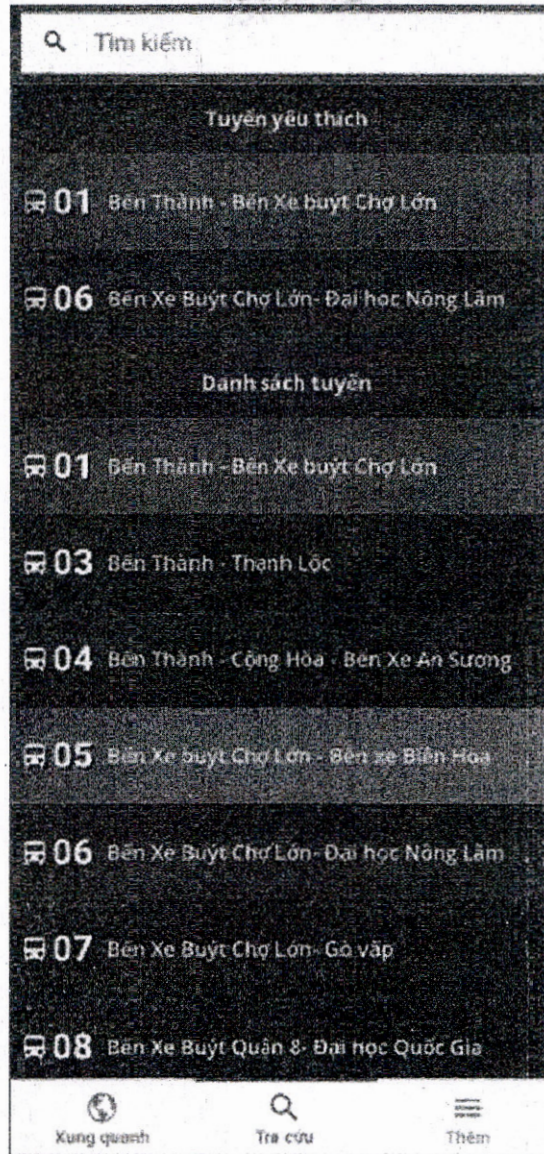 Tìm kiếm
Tuyến yêu thích
01 Bến Thành - Bến Xe buýt Chợ Lớn
06 Bến Xe Buýt Chợ Lớn- Đại học Nông Lâm
Danh sách tuyến
01 Bến Thành - Bến Xe buýt Chợ Lớn
03 Bến Thành - Thạnh Lộc
04 Bến Thành - Cộng Hòa - Bến Xe An Sương
05 Bến Xe buýt Chợ Lớn - Bến xe Biên Hòa
06 Bến Xe Buýt Chợ Lớn- Đại học Nông Lâm
07 Bến Xe Buýt Chợ Lớn- Gò vấp
08 Bến Xe Buýt Quận 8- Đại học Quốc Gia
Xung quanh Tra cứu Thêm